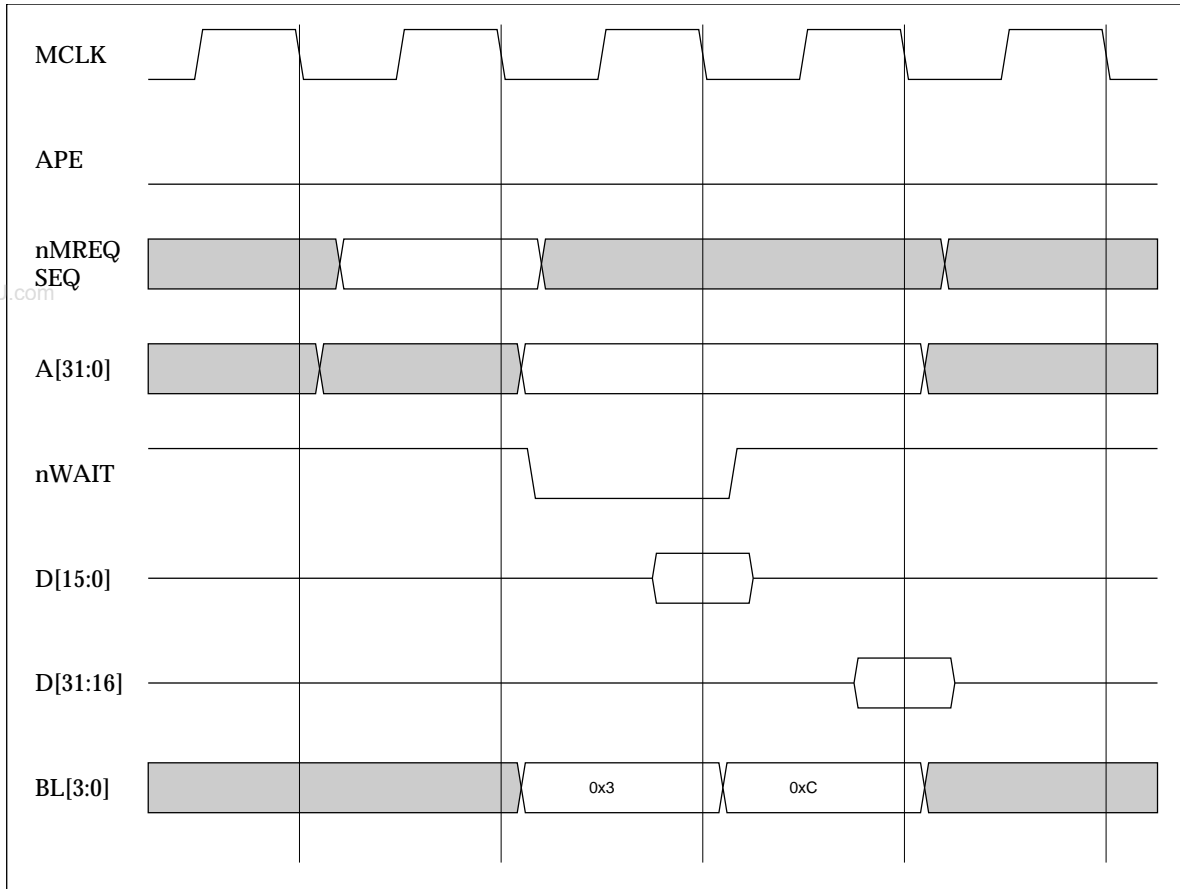 MCLK
APE
nMREQ
SEQ
A[31:0]
nWAIT
D[15:0]
D[31:16]
BL[3:0]
0x3
0xC